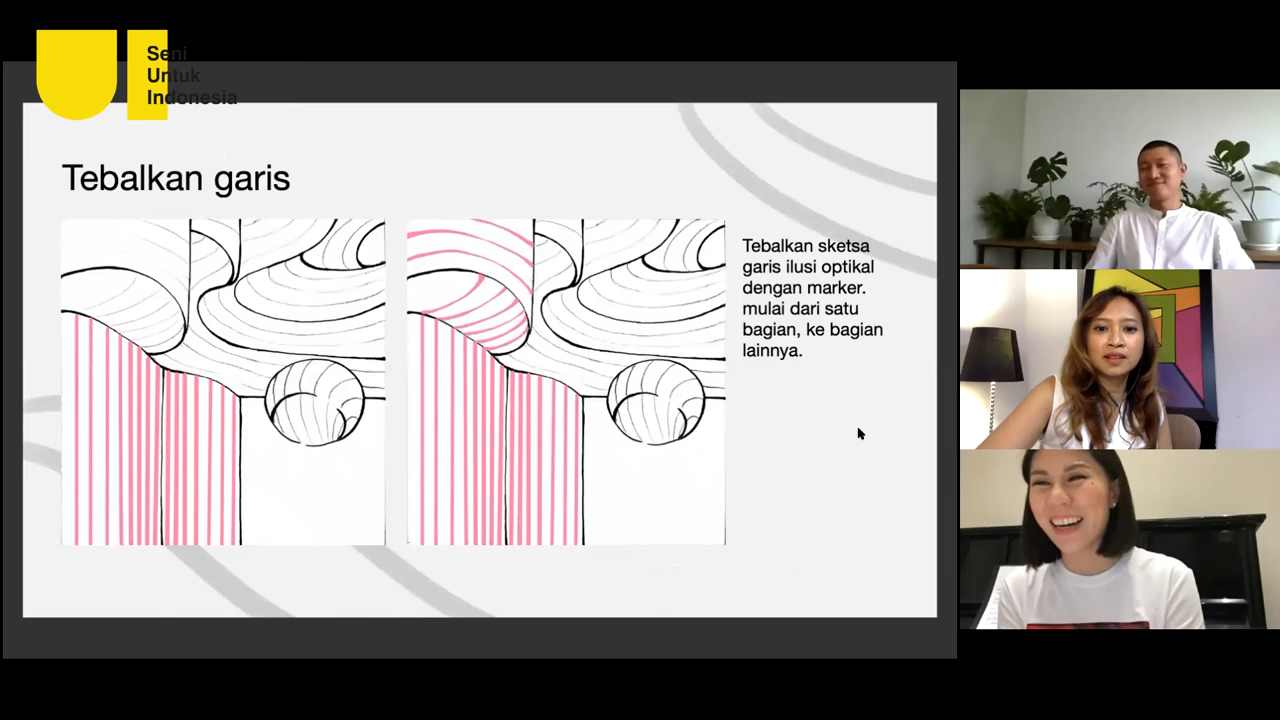 Seni
Untuk
Indonesia
Tebalkan garis
Tebalkan sketsa
garis ilusi optikal
dengan marker.
mulai dari satu
bagian, ke bagian
lainnya.